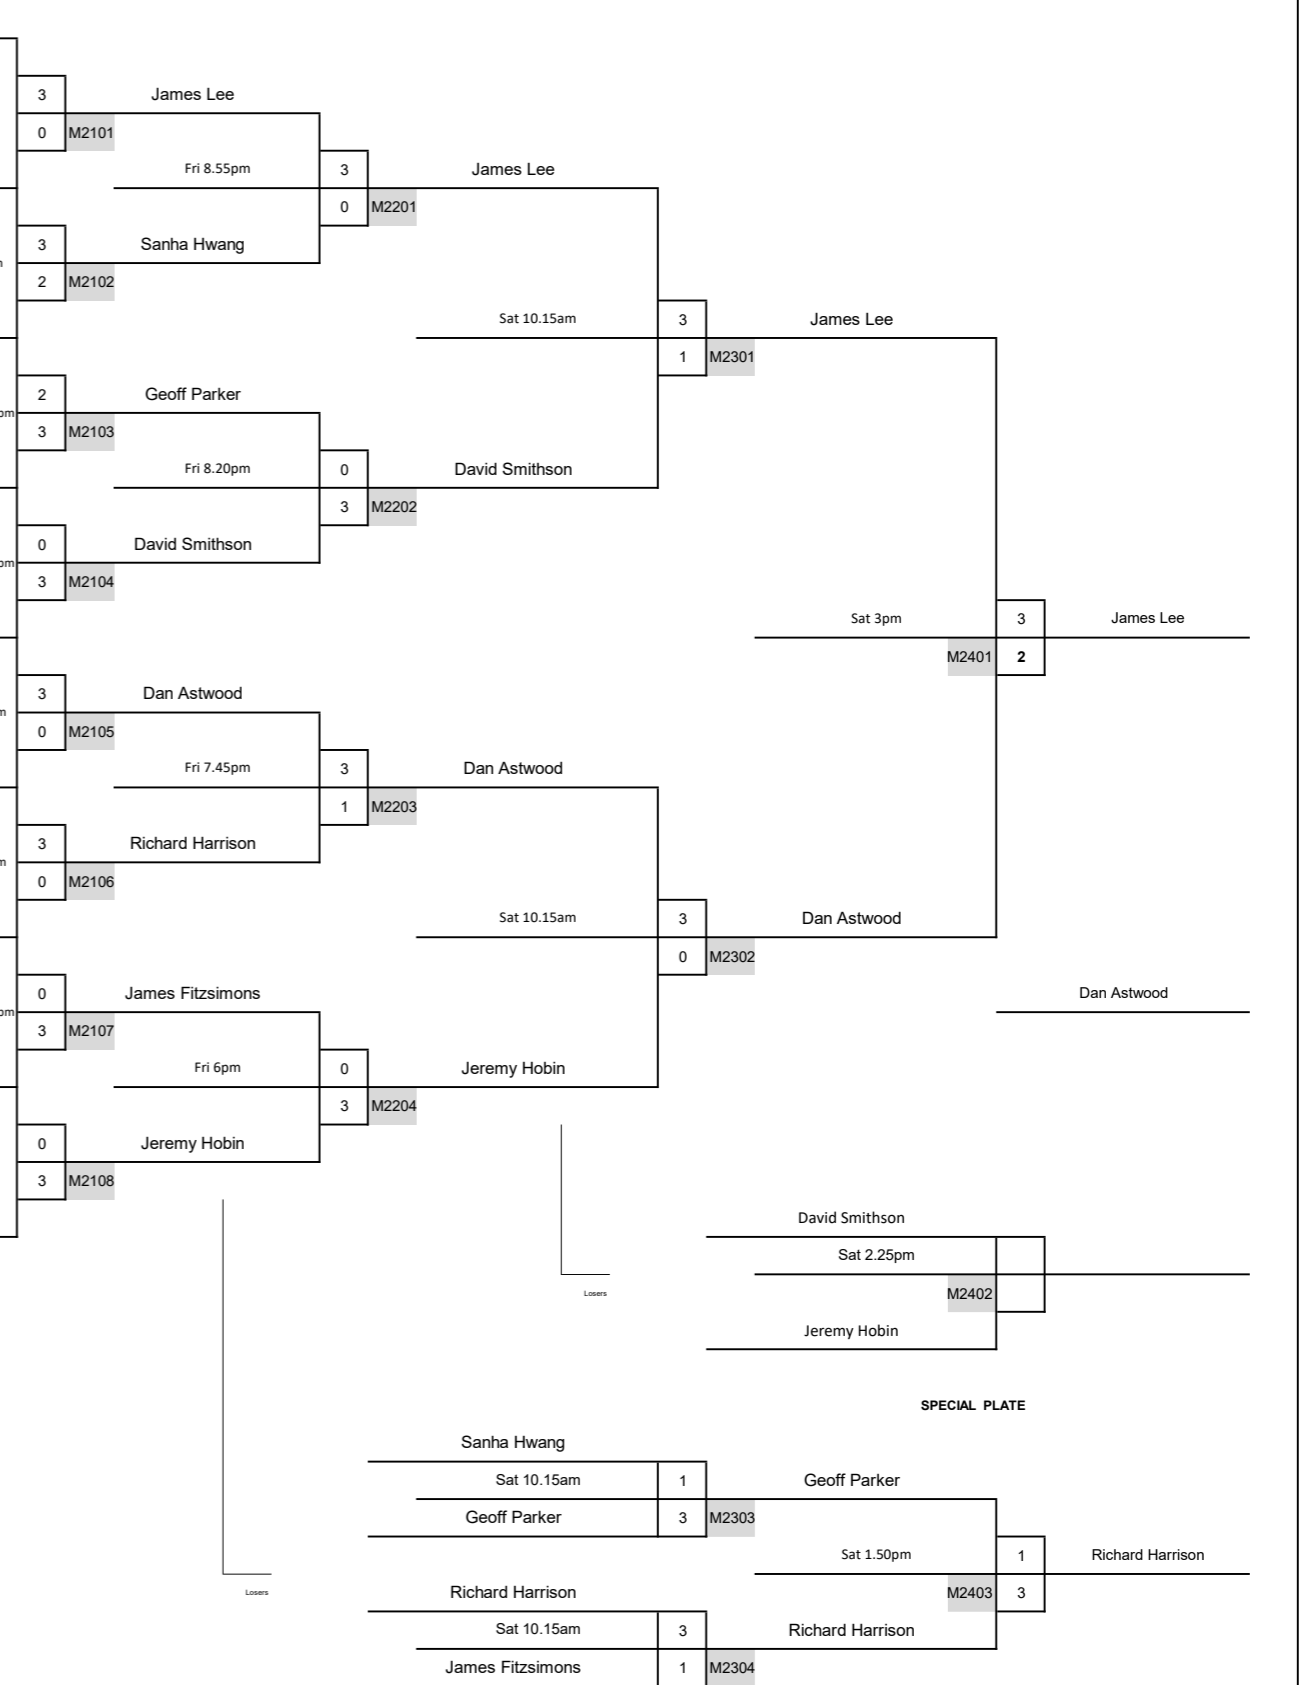 3 James Lee
0 M2101
Fri 8.55pm 3 James Lee
0 M2201
3 Sanha Hwang
2 M2102
Sat 10.15am 3 James Lee
1 M2301
2 Geoff Parker
3 M2103
Fri 8.20pm 0 David Smithson
3 M2202
0 David Smithson
3 M2104
Sat 3pm 3 James Lee
M2401 2
3 Dan Astwood
0 M2105
Fri 7.45pm 3 Dan Astwood
1 M2203
3 Richard Harrison
0 M2106
Sat 10.15am 3 Dan Astwood
0 M2302
0 James Fitzsimons Dan Astwood
3 M2107
Fri 6pm 0 Jeremy Hobin
3 M2204
0 Jeremy Hobin
3 M2108
David Smithson
Sat 2.25pm
M2402
Losers
Jeremy Hobin
SPECIAL PLATE
Sanha Hwang
Sat 10.15am 1 Geoff Parker
Geoff Parker 3 M2303
Sat 1.50pm 1 Richard Harrison
Losers
Richard Harrison M2403 3
Sat 10.15am 3 Richard Harrison
James Fitzsimons 1 M2304